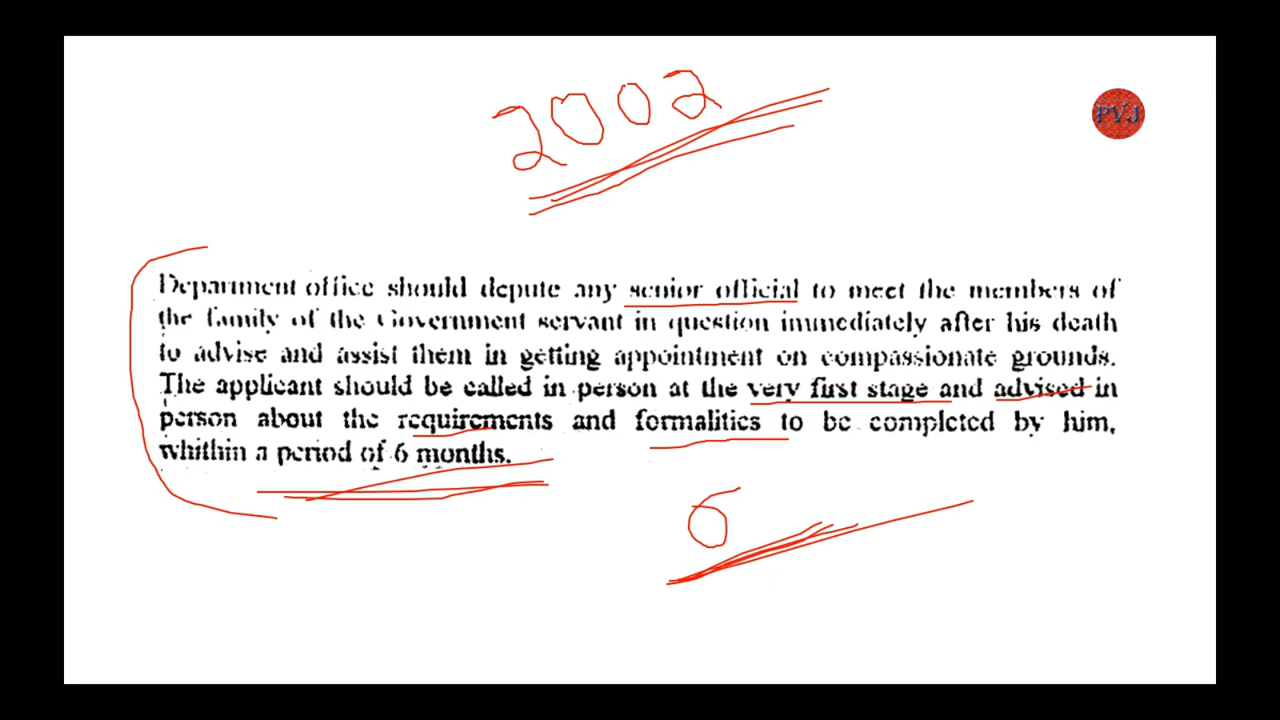 2002
PVJ
Department office should depute any senior official to meet the members of
the family of the Government servant in question immediately after his death
to advise and assist them in getting appointment on compassionate grounds.
The applicant should be called in person at the very first stage and advised in
person about the requirements and formalities to be completed by him,
whithin a period of 6 months.
6